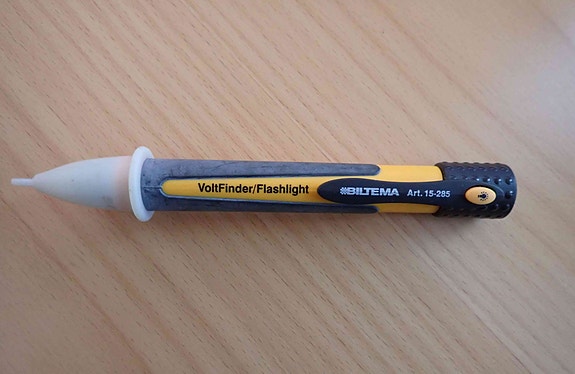 VoltFinder/Flashlight
BILTEMA Art. 15-285